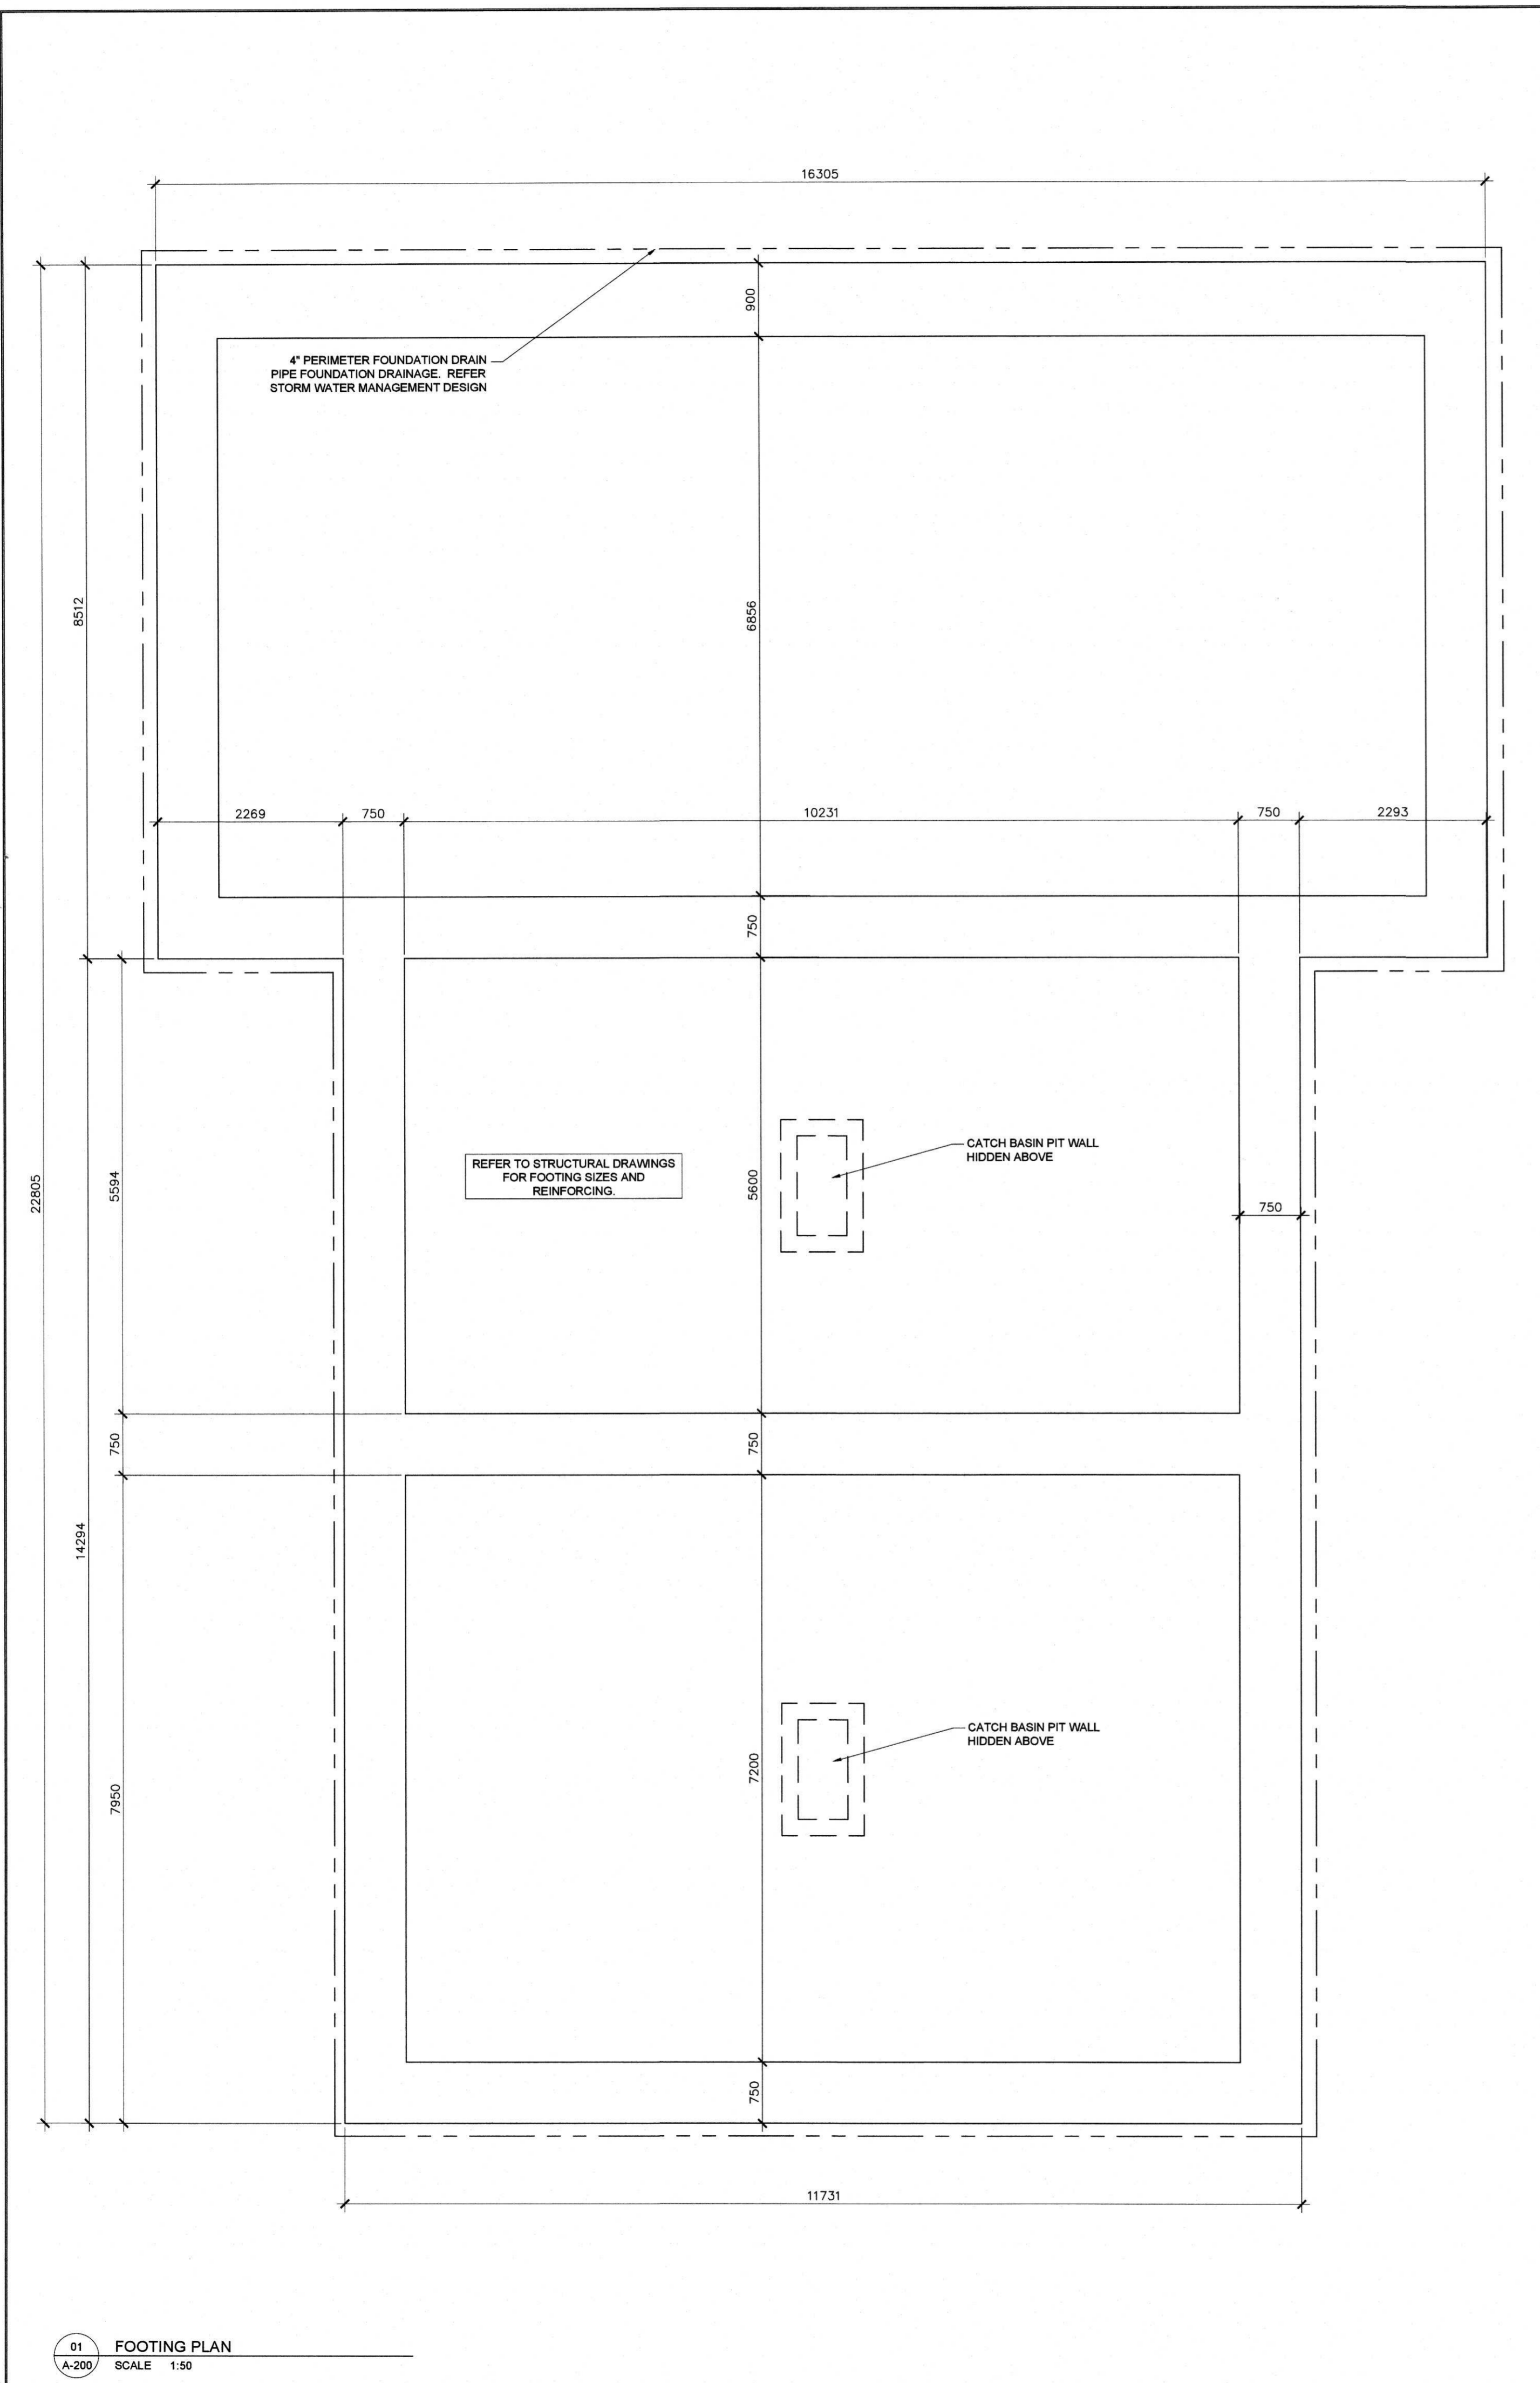 16305
900
4" PERIMETER FOUNDATION DRAIN
PIPE FOUNDATION DRAINAGE. REFER
STORM WATER MANAGEMENT DESIGN
8512
6856
2269
750
10231
750
2293
750
22805
5594
REFER TO STRUCTURAL DRAWINGS
FOR FOOTING SIZES AND
REINFORCING.
5600
CATCH BASIN PIT WALL
HIDDEN ABOVE
750
750
750
14294
7950
7200
CATCH BASIN PIT WALL
HIDDEN ABOVE
750
11731
01
A-200
FOOTING PLAN
SCALE 1:50